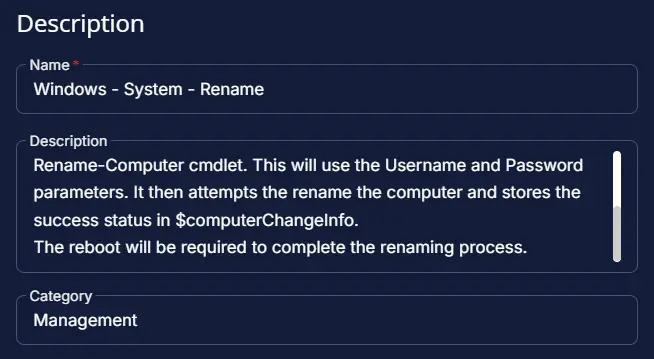 Description
Name *
Windows - System - Rename
Description
Rename-Computer cmdlet. This will use the Username and Password
parameters. It then attempts the rename the computer and stores the
success status in $computerChangeInfo.
The reboot will be required to complete the renaming process.
Category
Management